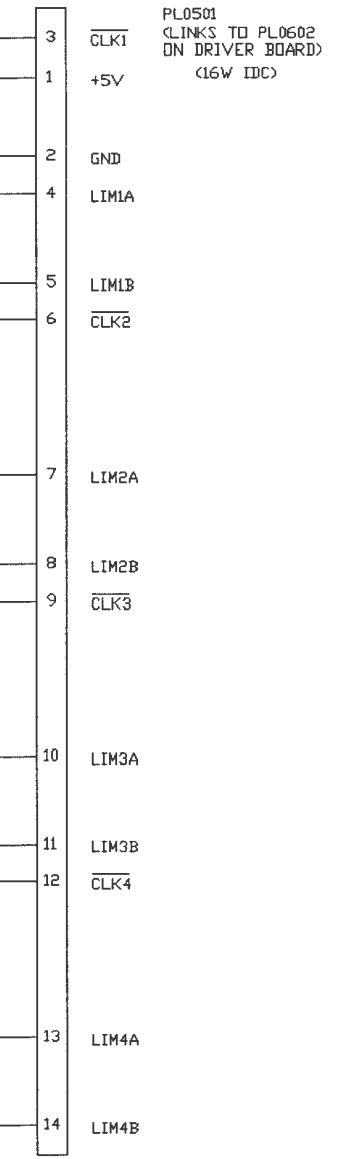 PL0501
(LINKS TO PL0602
ON DRIVER BOARD)
(16W IDC)
3 CLK1
1 +5V
2 GND
4 LIM1A
5 LIM1B
6 CLK2
7 LIM2A
8 LIM2B
9 CLK3
10 LIM3A
11 LIM3B
12 CLK4
13 LIM4A
14 LIM4B